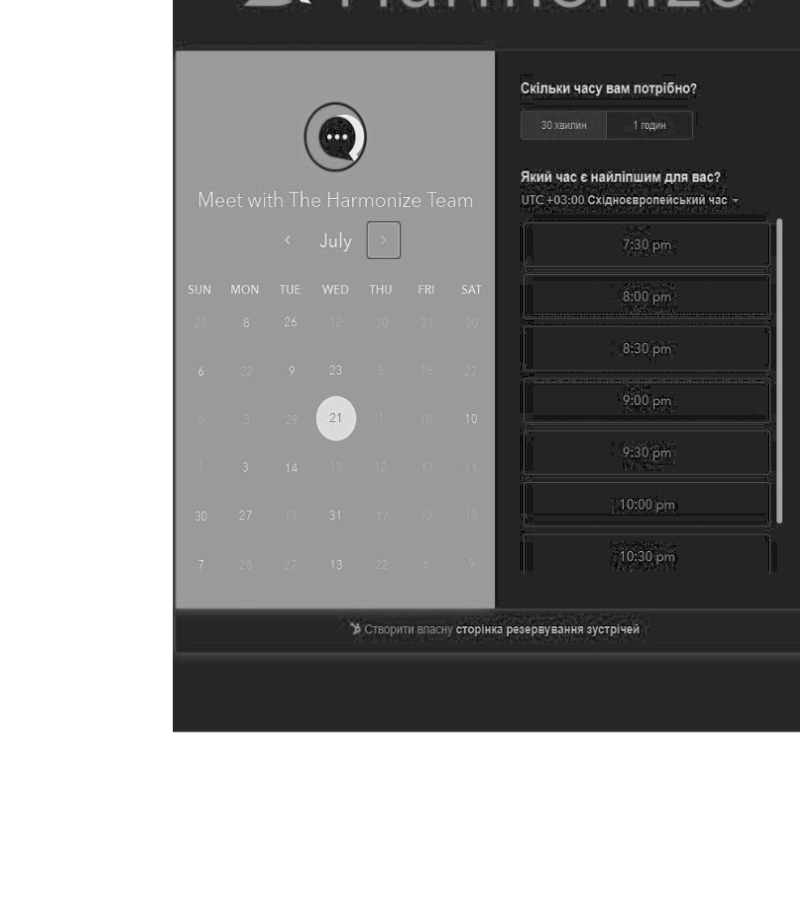 Harmonize
Meet with The Harmonize Team
‹ July ›
SUN MON TUE WED THU FRI SAT
28 8 26 12 30 31 30
6 22 9 23 5 16 27
6 3 29 21 1 18 10
1 3 14 13 12 17 11
30 27 13 31 17 13 13
7 28 27 13 22 6 9
Скільки часу вам потрібно?
30 хвилин 1 годин
Який час є найліпшим для вас?
UTC +03:00 Східноєвропейський час
7:30 pm
8:00 pm
8:30 pm
9:00 pm
9:30 pm
10:00 pm
10:30 pm
Створити власну сторінка резервування зустрічей